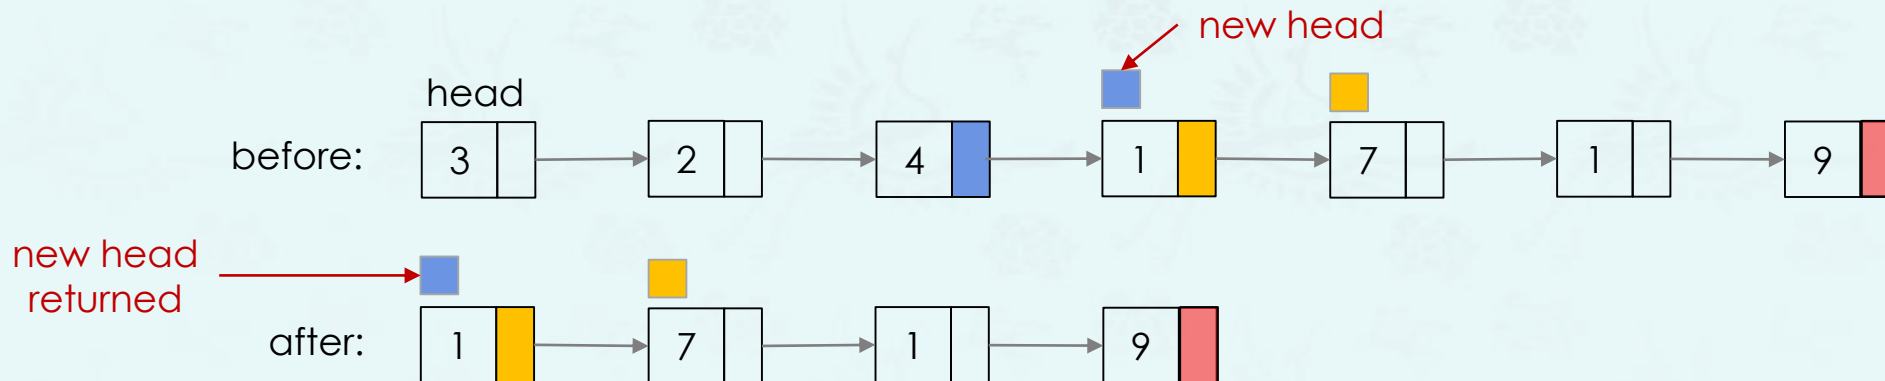 new head
head
before: 3 2 4 1 7 1 9
new head
returned
after: 1 7 1 9